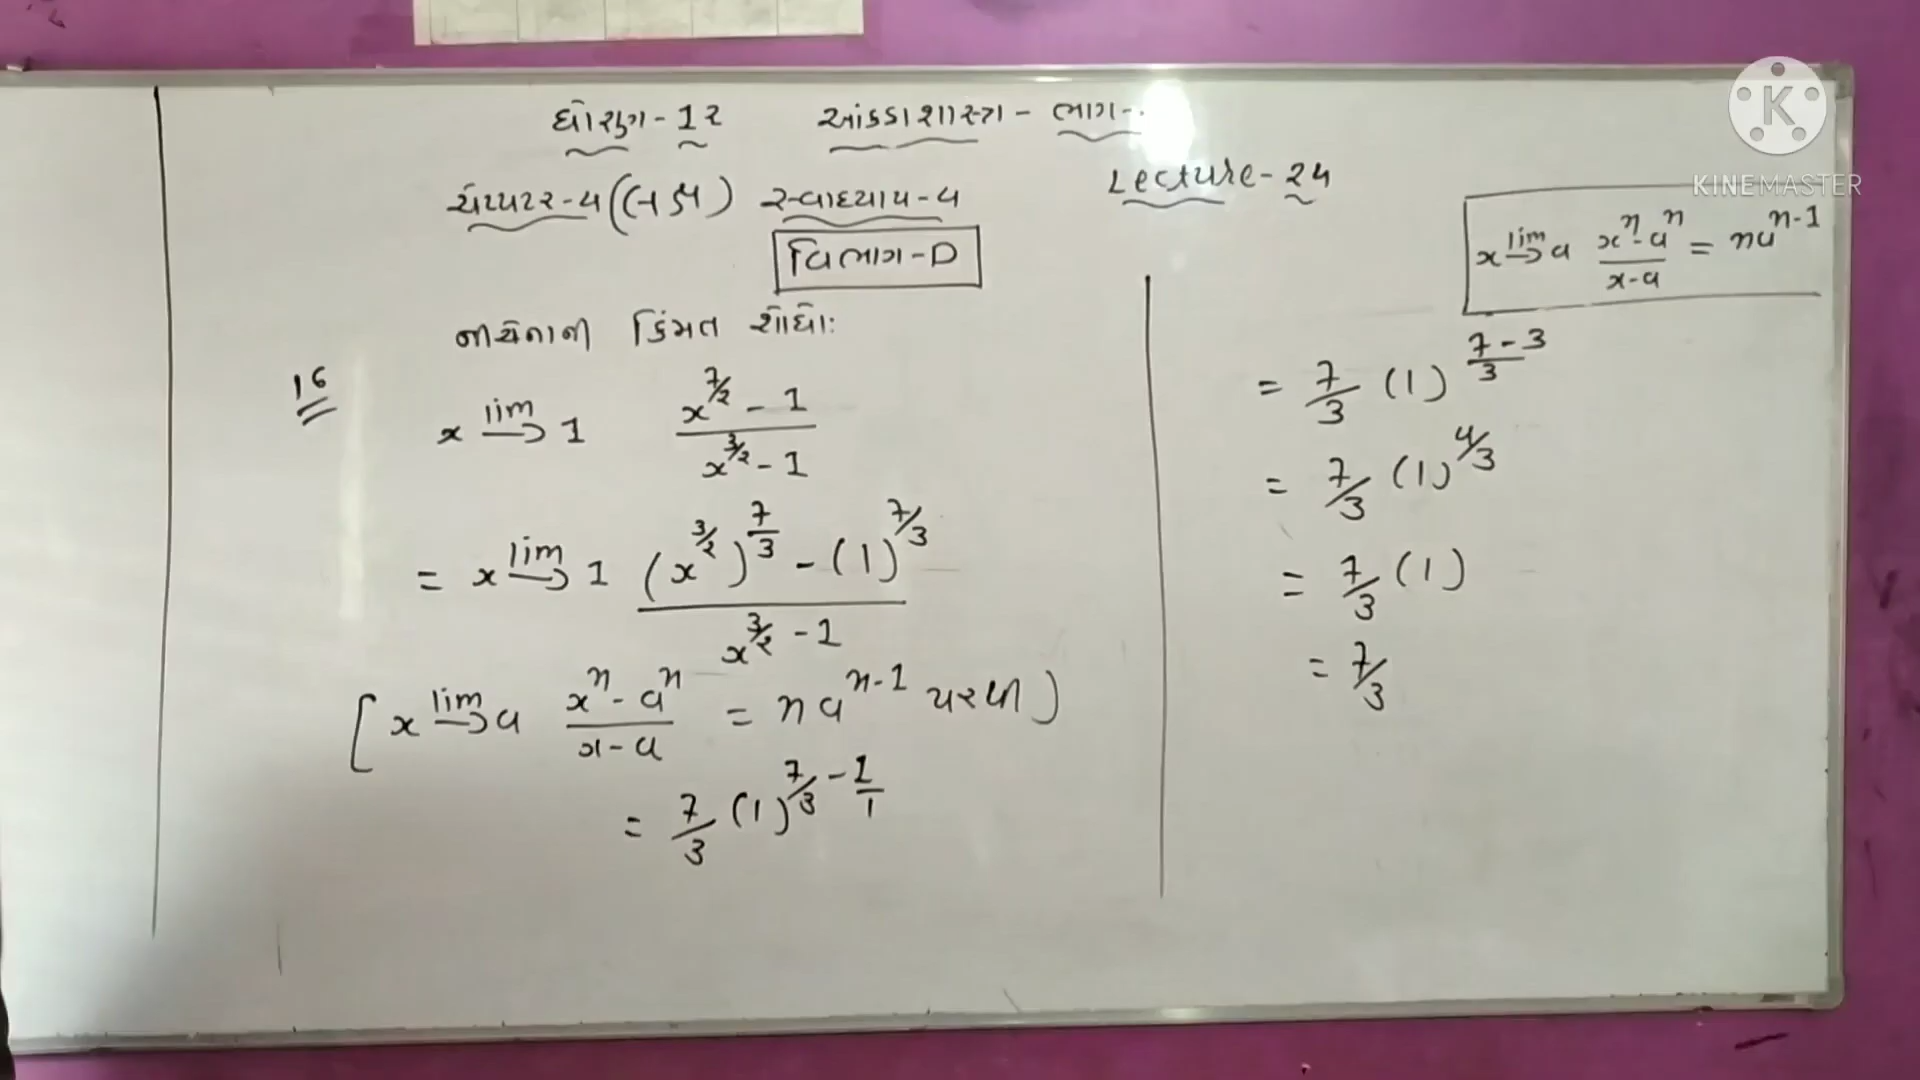 ધોરણ-12 આંકડાશાસ્ત્ર - ભાગ-
ચેપ્ટર-4 (લક્ષ) સ્વાધ્યાય-4 Lecture-24
વિભાગ-D
નીચેનાની કિંમત શોધો:
16 x lim→ 1 (x^(7/2) - 1)/(x^(3/2) - 1)
= x lim→ 1 ((x^(3/2))^(7/3) - (1)^(7/3))/(x^(3/2) - 1)
[x lim→ a (x^n - a^n)/(x-a) = na^(n-1) પરથી)
= 7/3 (1)^(7/3 - 1/1)
x lim→ a (x^n - a^n)/(x-a) = na^(n-1)
= 7/3 (1)^((7-3)/3)
= 7/3 (1)^(4/3)
= 7/3 (1)
= 7/3
K
KINEMASTER